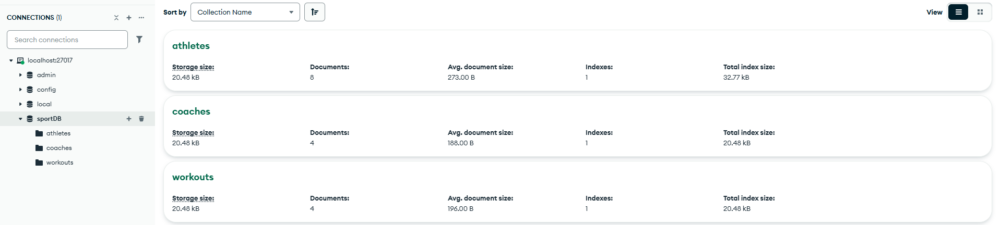 CONNECTIONS (1)
Search connections
localhost:27017
admin
config
local
sportDB
athletes
coaches
workouts
Sort by Collection Name View
athletes
Storage size: Documents: Avg. document size: Indexes: Total index size:
20.48 kB 8 273.00 B 1 32.77 kB
coaches
Storage size: Documents: Avg. document size: Indexes: Total index size:
20.48 kB 4 188.00 B 1 20.48 kB
workouts
Storage size: Documents: Avg. document size: Indexes: Total index size:
20.48 kB 4 196.00 B 1 20.48 kB